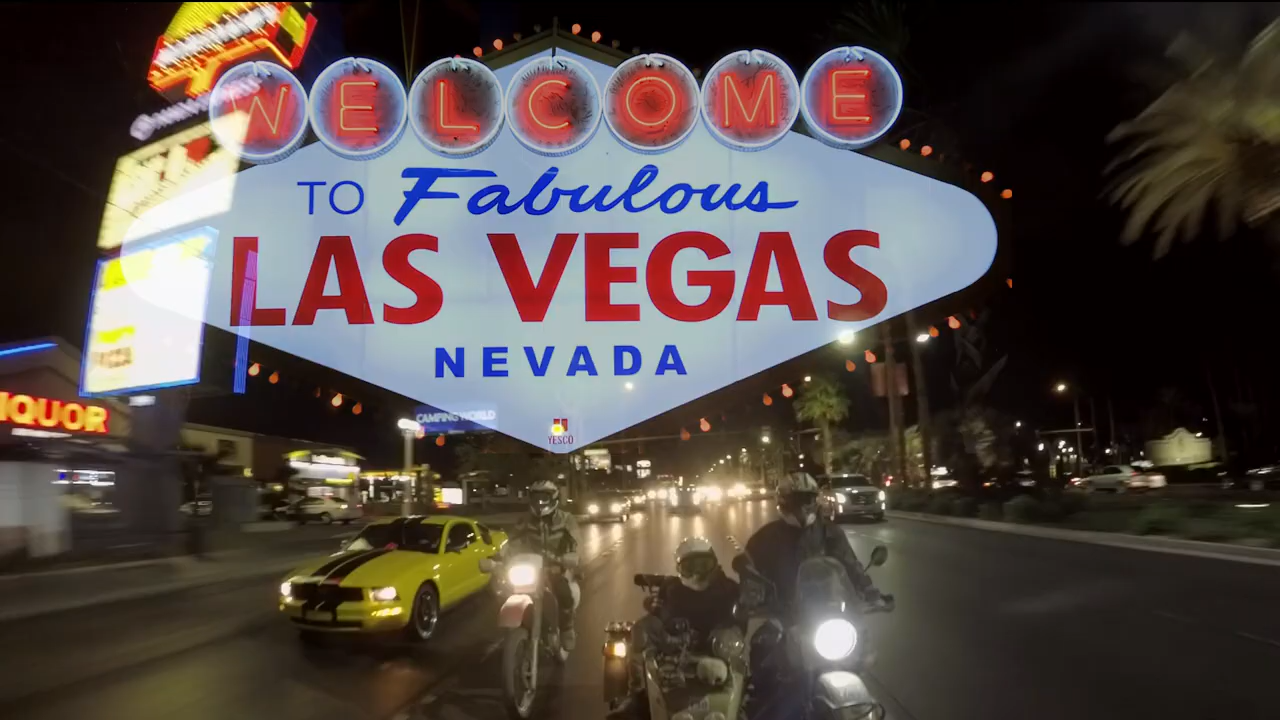 WELCOME
TO Fabulous
LAS VEGAS
NEVADA
YESCO
CAMPING WORLD
LIQUOR